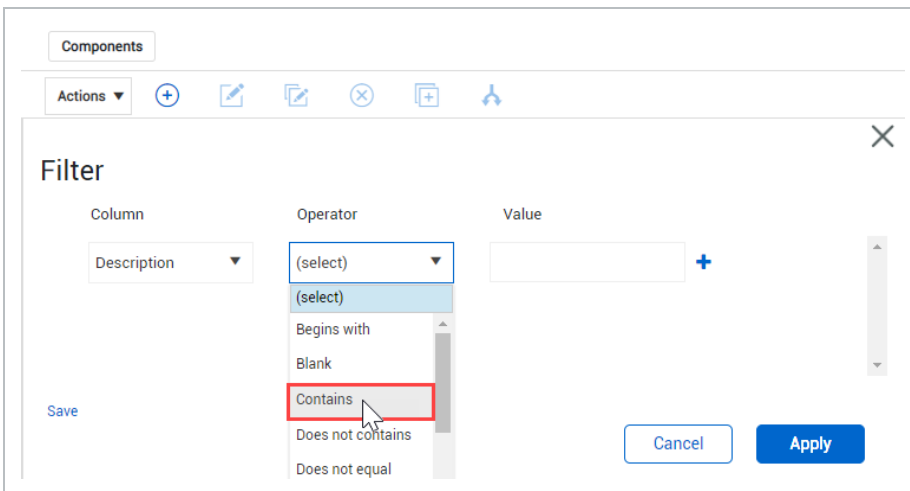 Components
Actions
Filter
Column Operator Value
Description (select)
(select)
Begins with
Blank
Contains
Save
Does not contains
Cancel Apply
Does not equal